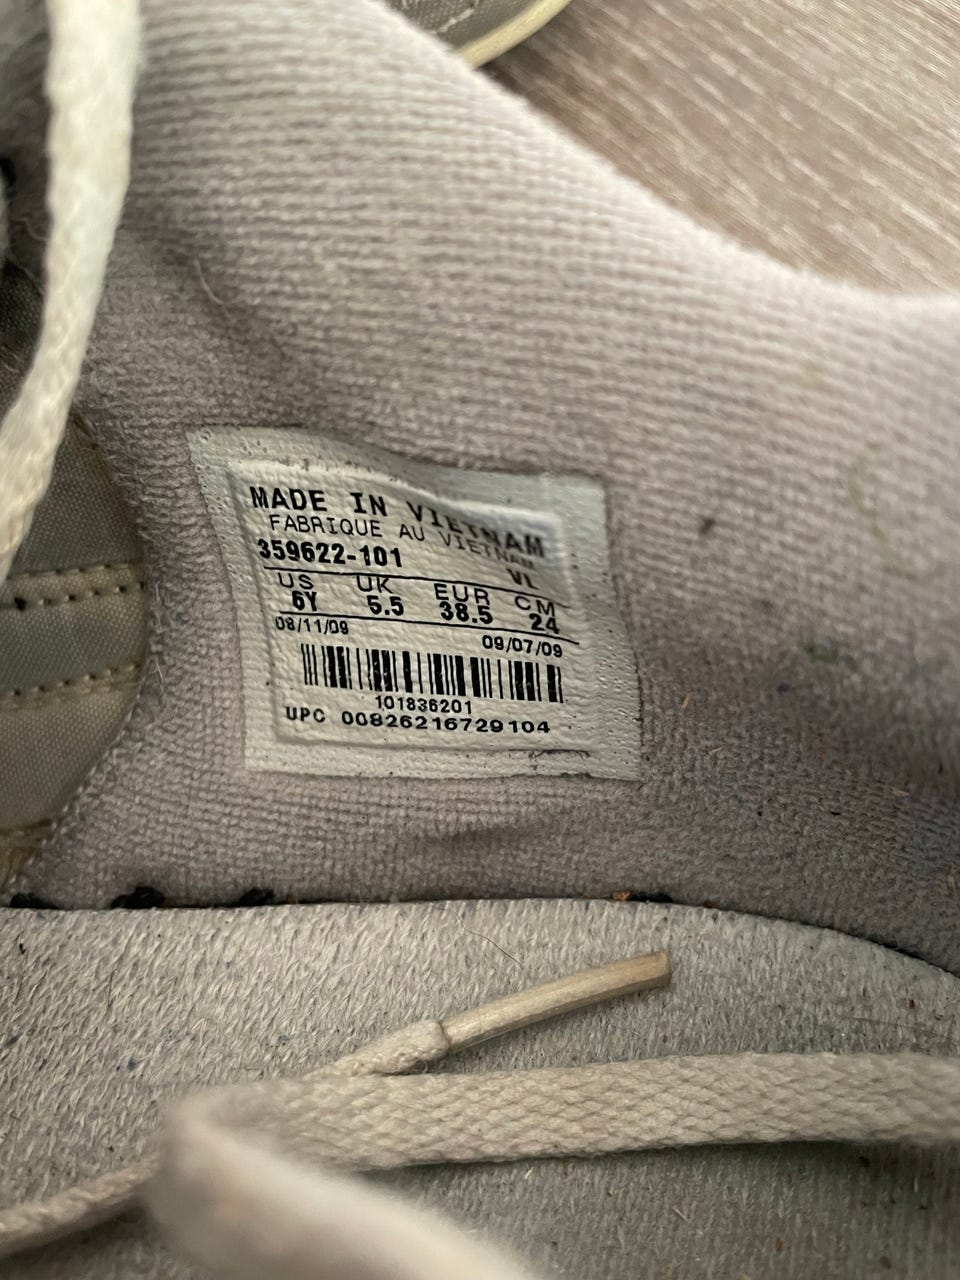 MADE IN VIETNAM
FABRIQUE AU VIETNAM
359622-101 VL
US UK EUR CM
6Y 5.5 38.5 24
08/11/09 09/07/09
101836201
UPC 00826216729104